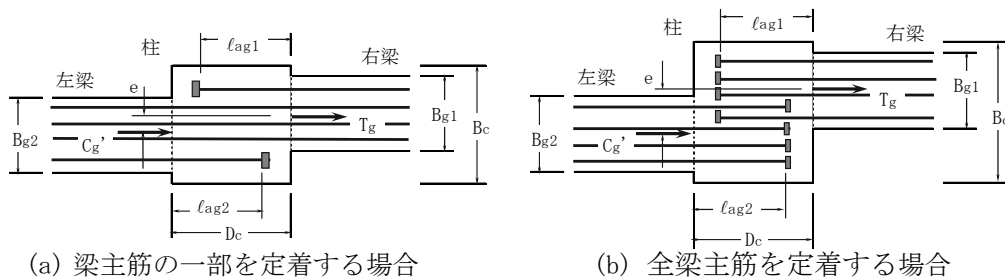 柱
ℓag1
右梁
左梁
e
Bg2
Cg’
Tg
Bg1
Bc
ℓag2
Dc
(a) 梁主筋の一部を定着する場合
柱
ℓag1
右梁
左梁
e
Bg2
Cg’
Tg
Bg1
Bc
ℓag2
Dc
(b) 全梁主筋を定着する場合